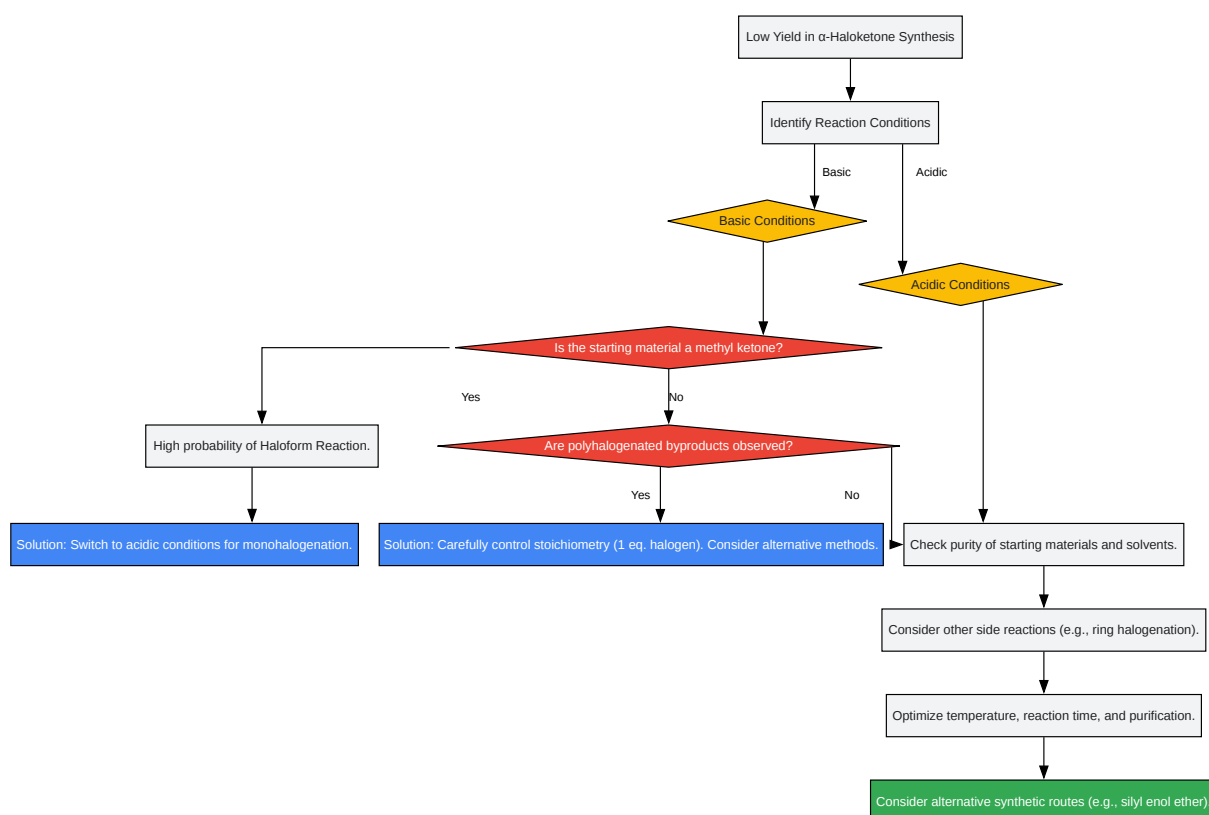 Low Yield in α-Haloketone Synthesis
Identify Reaction Conditions
Basic
Acidic
Basic Conditions
Acidic Conditions
Is the starting material a methyl ketone?
Yes
No
High probability of Haloform Reaction.
Are polyhalogenated byproducts observed?
Yes
No
Solution: Switch to acidic conditions for monohalogenation.
Solution: Carefully control stoichiometry (1 eq. halogen). Consider alternative methods.
Check purity of starting materials and solvents.
Consider other side reactions (e.g., ring halogenation).
Optimize temperature, reaction time, and purification.
Consider alternative synthetic routes (e.g., silyl enol ether)